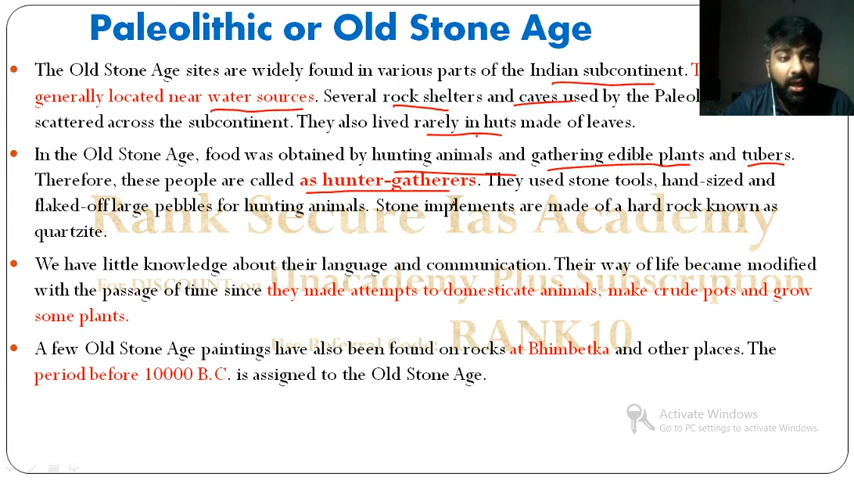 Paleolithic or Old Stone Age
The Old Stone Age sites are widely found in various parts of the Indian subcontinent.
generally located near water sources. Several rock shelters and caves used by the
scattered across the subcontinent. They also lived rarely in huts made of leaves.
In the Old Stone Age, food was obtained by hunting animals and gathering edible plants and tubers.
Therefore, these people are called as hunter-gatherers. They used stone tools, hand-sized and
flaked-off large pebbles for hunting animals. Stone implements are made of a hard rock known as
quartzite.
Rank Secure Ias Academy
We have little knowledge about their language and communication. Their way of life became modified
with the passage of time since they made attempts to domesticate animals, make crude pots and grow
some plants.
For DISCOUNT on Unacademy Plus Subscription
Use Referral Code: RANK10
A few Old Stone Age paintings have also been found on rocks at Bhimbetka and other places. The
period before 10000 B.C. is assigned to the Old Stone Age.
Activate Windows
Go to PC settings to activate Windows.